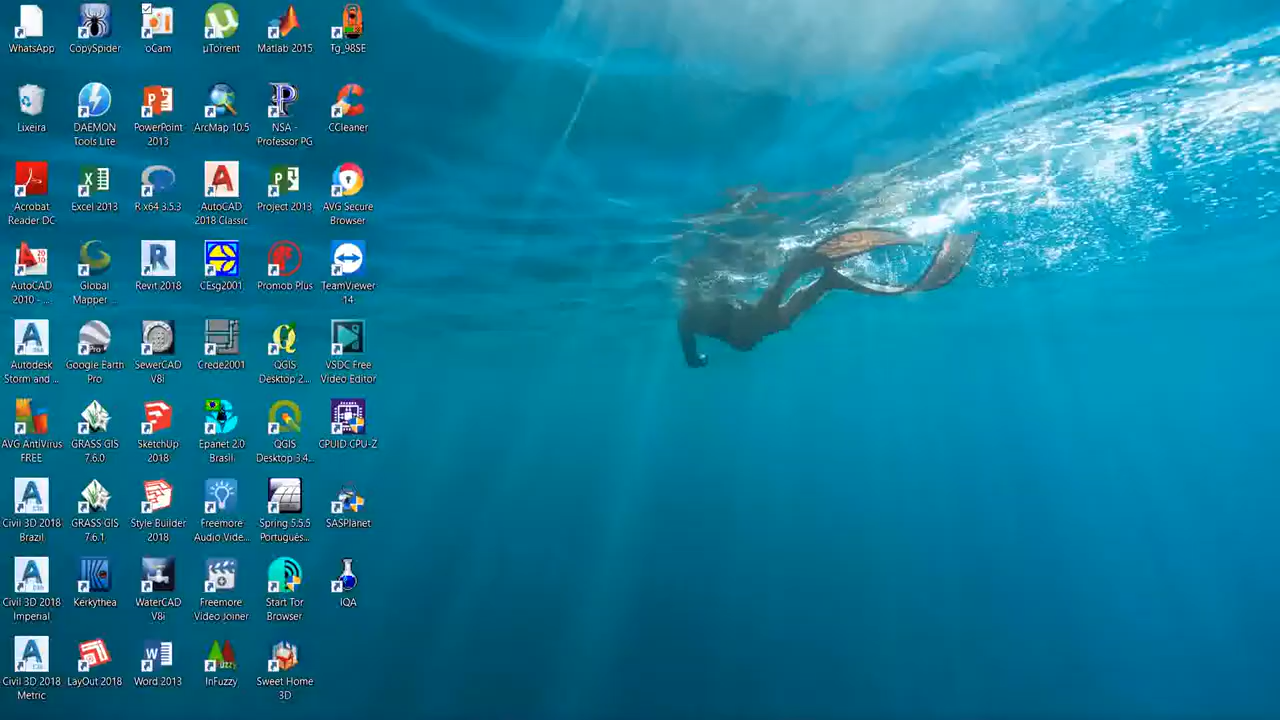 WhatsApp
CopySpider
oCam
µTorrent
Matlab 2015
Tg_98SE
Lixeira
DAEMON
Tools Lite
PowerPoint
2013
ArcMap 10.5
NSA -
Professor PG
CCleaner
Acrobat
Reader DC
Excel 2013
R x64 3.5.3
AutoCAD
2018 Classic
Project 2013
AVG Secure
Browser
AutoCAD
2010 - ...
Global
Mapper ...
Revit 2018
CEsg2001
Promob Plus
TeamViewer
14
Autodesk
Storm and ...
Google Earth
Pro
SewerCAD
V8i
Crede2001
QGIS
Desktop 2...
VSDC Free
Video Editor
AVG AntiVirus
FREE
GRASS GIS
7.6.0
SketchUp
2018
Epanet 2.0
Brasil
QGIS
Desktop 3.4...
CPUID CPU-Z
Civil 3D 2018
Brazil
GRASS GIS
7.6.1
Style Builder
2018
Freemore
Audio Vide...
Spring 5.5.5
Português...
SASPlanet
Civil 3D 2018
Imperial
Kerkythea
WaterCAD
V8i
Freemore
Video Joiner
Start Tor
Browser
IQA
Civil 3D 2018
Metric
LayOut 2018
Word 2013
InFuzzy
Sweet Home
3D